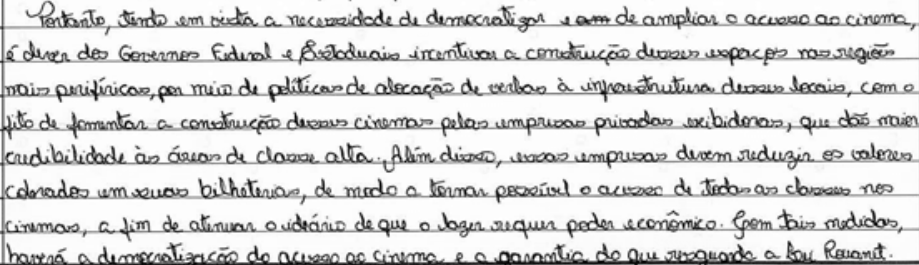 Portanto, tendo em vista a necessidade de democratizar e de ampliar o acesso ao cinema,
é dever dos Governos Federal e Estaduais incentivar a construção desses espaços nas regiões
mais periféricas, por meio de políticas de alocação de verbas à infraestrutura desses locais, com o
fito de fomentar a construção desses cinemas pelas empresas privadas exibidoras, que dão maior
credibilidade às áreas de classe alta. Além disso, essas empresas devem reduzir os valores
cobrados em suas bilheterias, de modo a tornar possível o acesso de todas as classes nos
cinemas, a fim de atenuar o ideário de que o lazer requer poder econômico. Com tais medidas,
haverá a democratização do acesso ao cinema e a garantia do que resguarda a Lou Rouanit.